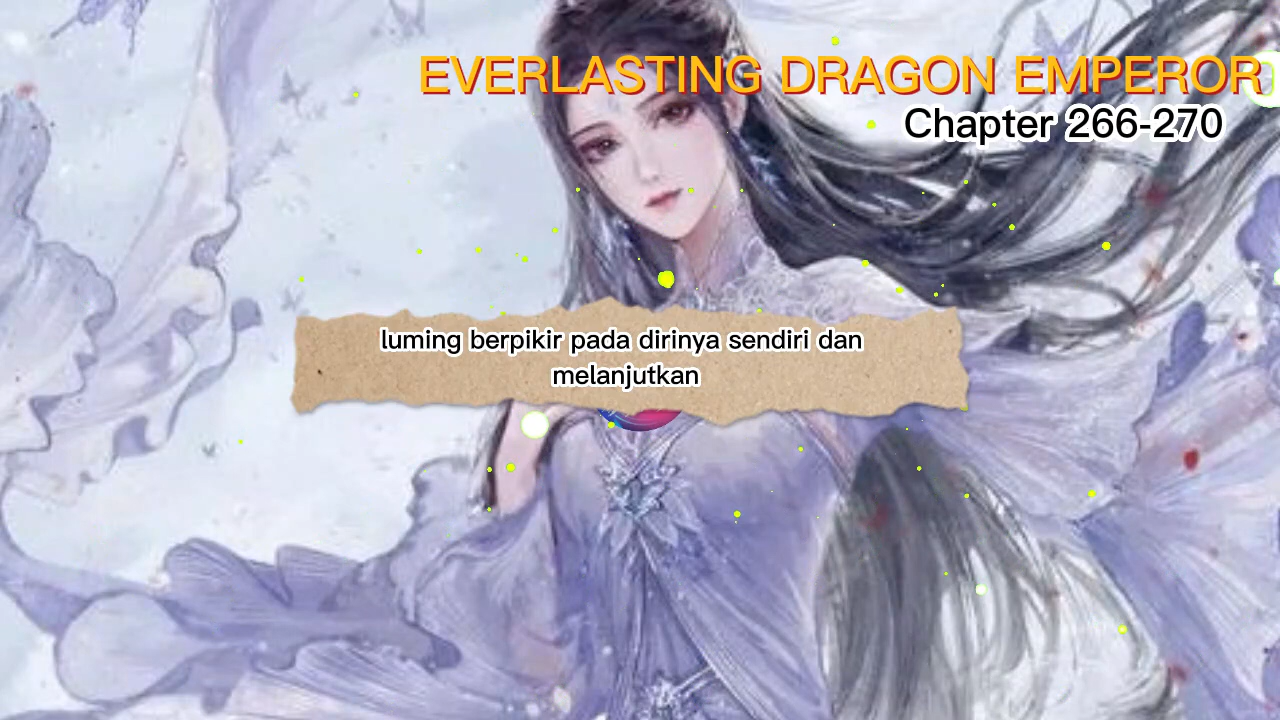 EVERLASTING DRAGON EMPEROR
Chapter 266-270
luming berpikir pada dirinya sendiri dan
melanjutkan